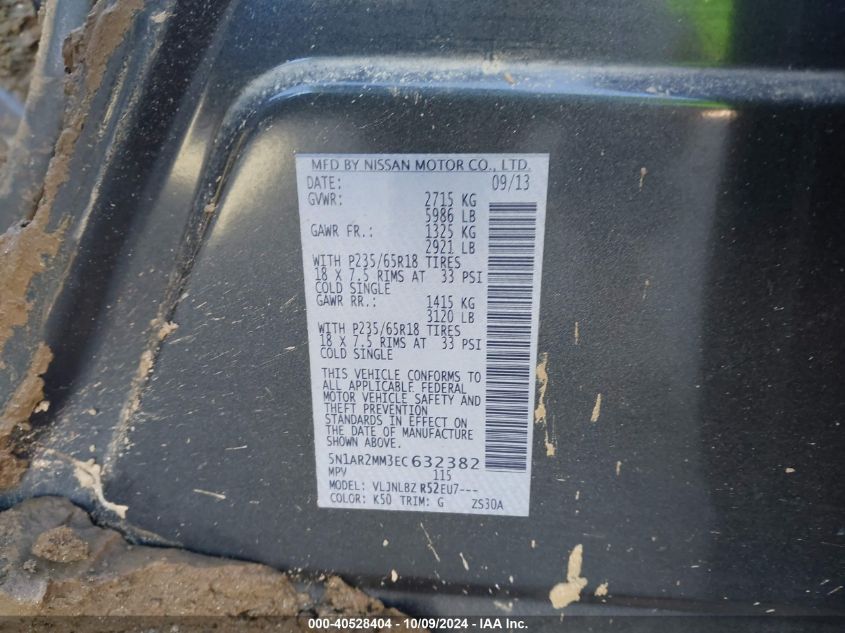 MFD BY NISSAN MOTOR CO., LTD.
DATE: 09/13
GVWR: 2715 KG
5986 LB
GAWR FR.: 1325 KG
2921 LB
WITH P235/65R18 TIRES
18 X 7.5 RIMS AT 33 PSI
COLD SINGLE
GAWR RR.: 1415 KG
3120 LB
WITH P235/65R18 TIRES
18 X 7.5 RIMS AT 33 PSI
COLD SINGLE
THIS VEHICLE CONFORMS TO
ALL APPLICABLE FEDERAL
MOTOR VEHICLE SAFETY AND
THEFT PREVENTION
STANDARDS IN EFFECT ON
THE DATE OF MANUFACTURE
SHOWN ABOVE.
5N1AR2MM3EC632382
MPV 115
MODEL: VLJNLBZ R52EU7---
COLOR: K50 TRIM: G ZS30A
000-40528404 - 10/09/2024 - IAA Inc.